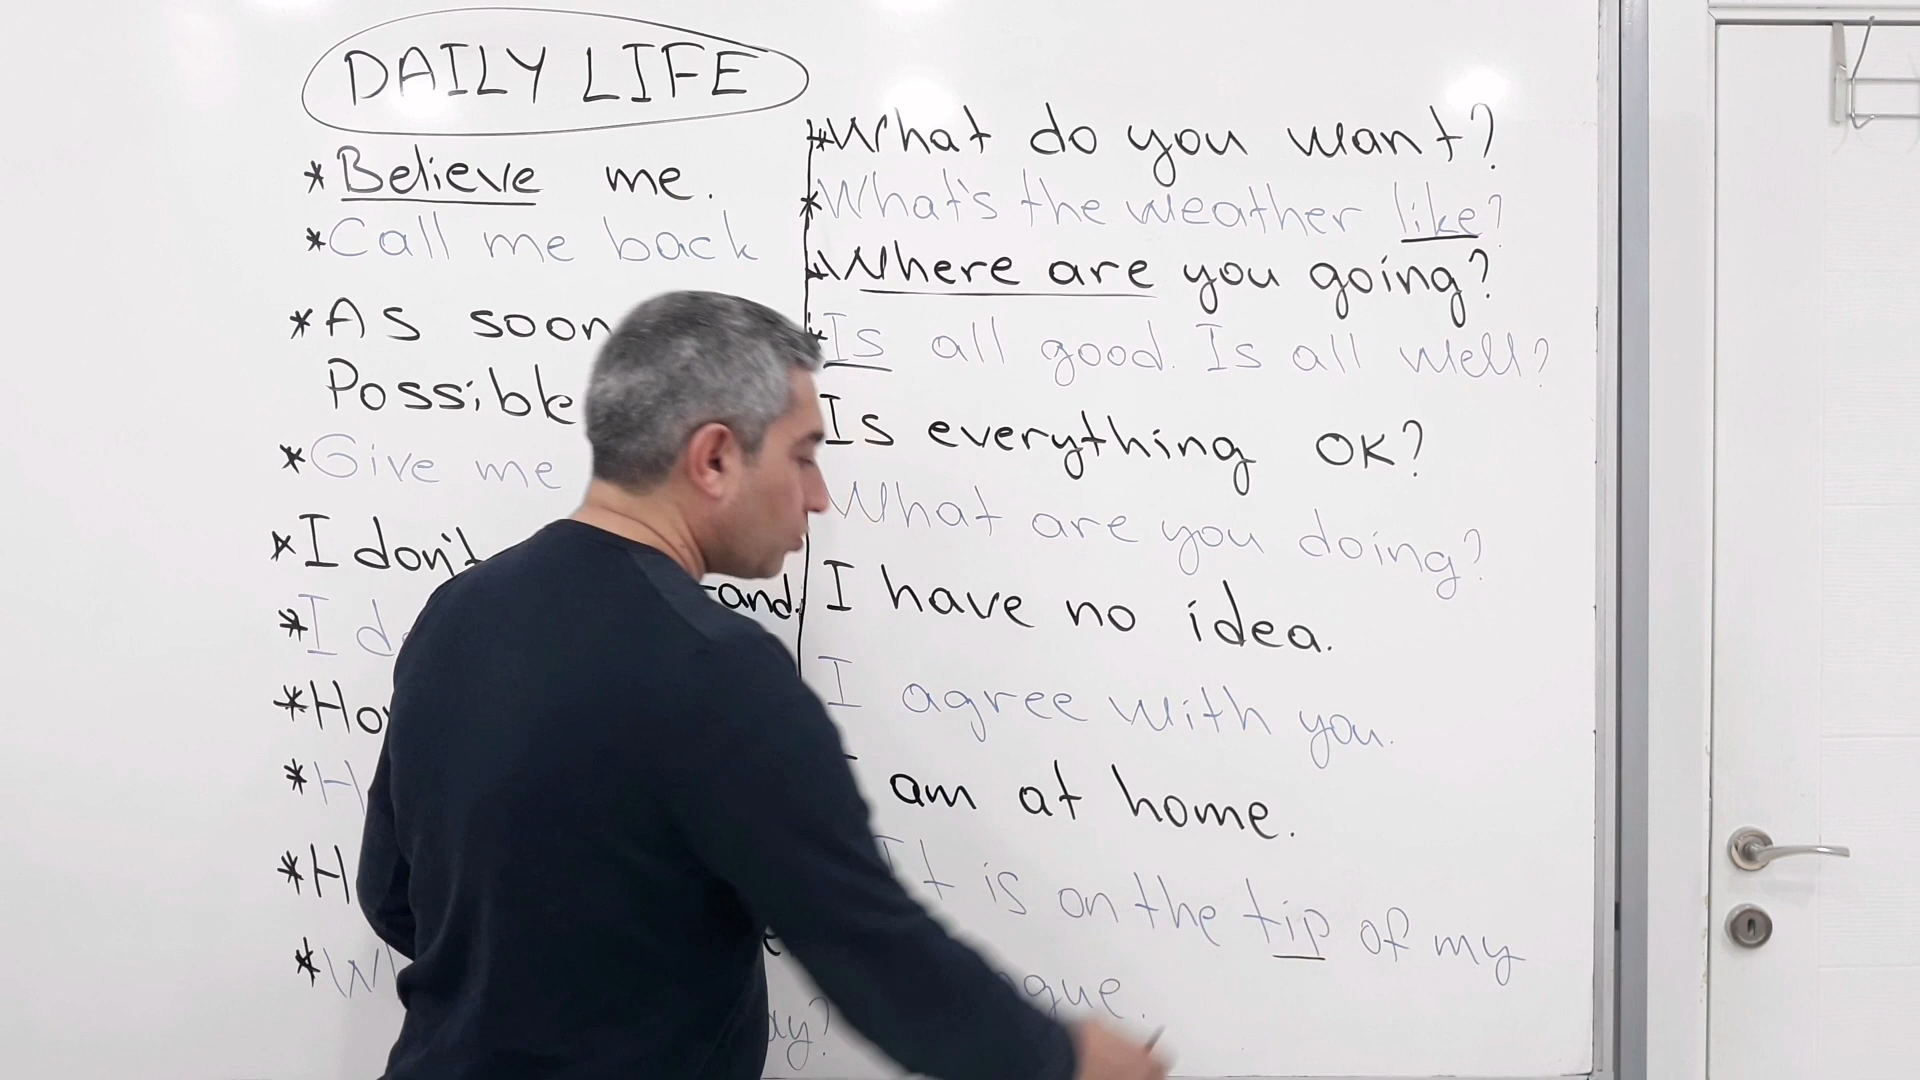 DAILY LIFE
*Believe me.
*Call me back
*As soon
Possible
*Give me
*I don't
and.
*I
*
*
*
*
*What do you want?
*What's the weather like?
*Where are you going?
*Is all good. Is all well?
Is everything OK?
What are you doing?
I have no idea.
I agree with you.
am at home.
It is on the tip of my